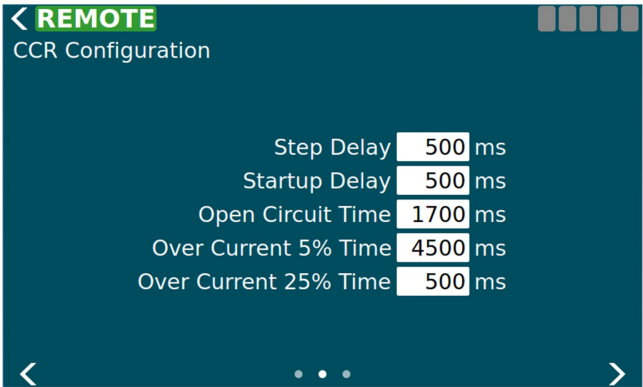 REMOTE
CCR Configuration
Step Delay 500 ms
Startup Delay 500 ms
Open Circuit Time 1700 ms
Over Current 5% Time 4500 ms
Over Current 25% Time 500 ms